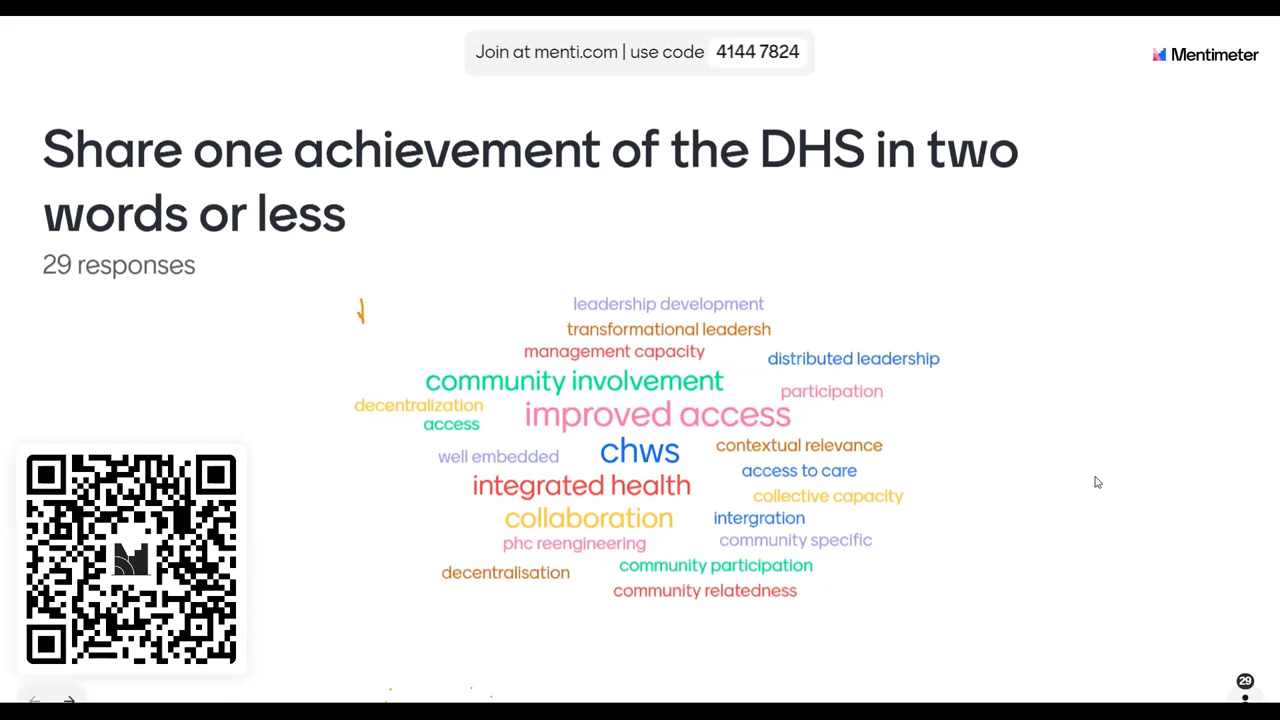 Join at menti.com | use code 4144 7824
Mentimeter
Share one achievement of the DHS in two
words or less
29 responses
leadership development
transformational leadersh
management capacity
distributed leadership
community involvement
participation
decentralization
improved access
access
contextual relevance
chws
well embedded
access to care
integrated health
collective capacity
collaboration
intergration
community specific
phc reengineering
community participation
decentralisation
community relatedness
29